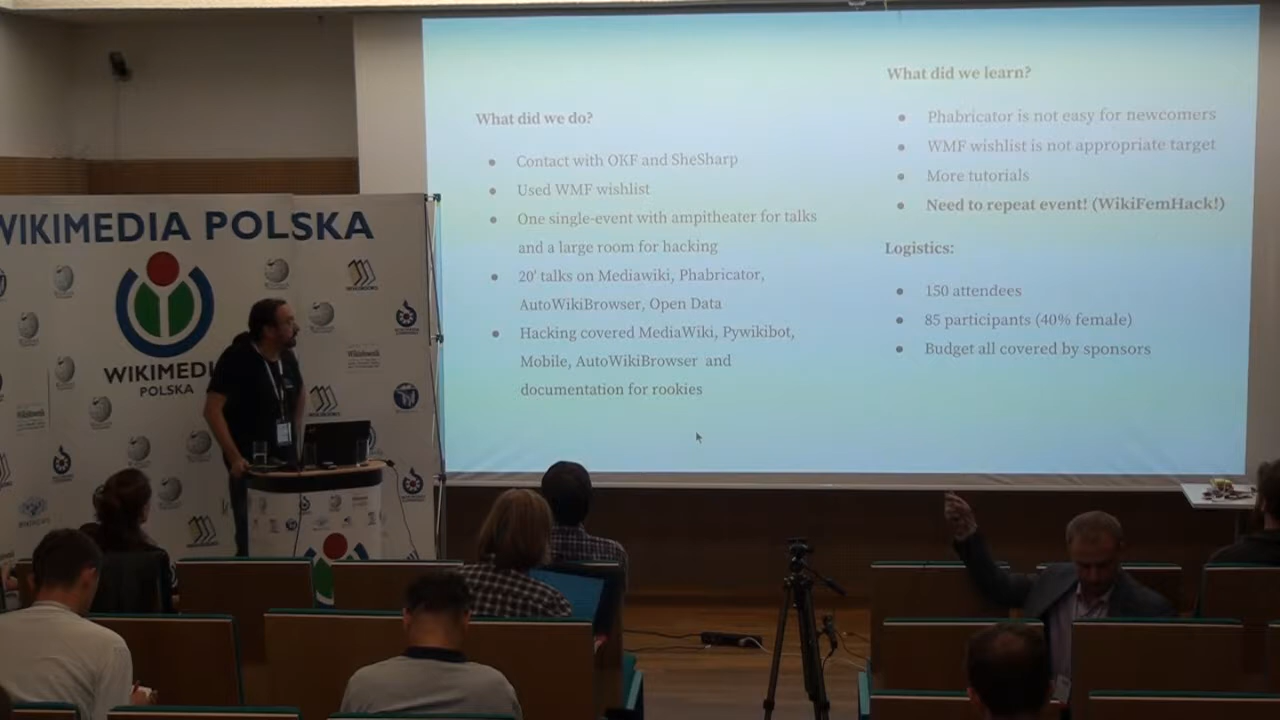 WIKIMEDIA POLSKA
WIKIMEDI
POLSKA
What did we do?
● Contact with OKF and SheSharp
● Used WMF wishlist
● One single-event with ampitheater for talks
and a large room for hacking
● 20' talks on Mediawiki, Phabricator,
AutoWikiBrowser, Open Data
● Hacking covered MediaWiki, Pywikibot,
Mobile, AutoWikiBrowser and
documentation for rookies
What did we learn?
● Phabricator is not easy for newcomers
● WMF wishlist is not appropriate target
● More tutorials
● Need to repeat event! (WikiFemHack!)
Logistics:
● 150 attendees
● 85 participants (40% female)
● Budget all covered by sponsors